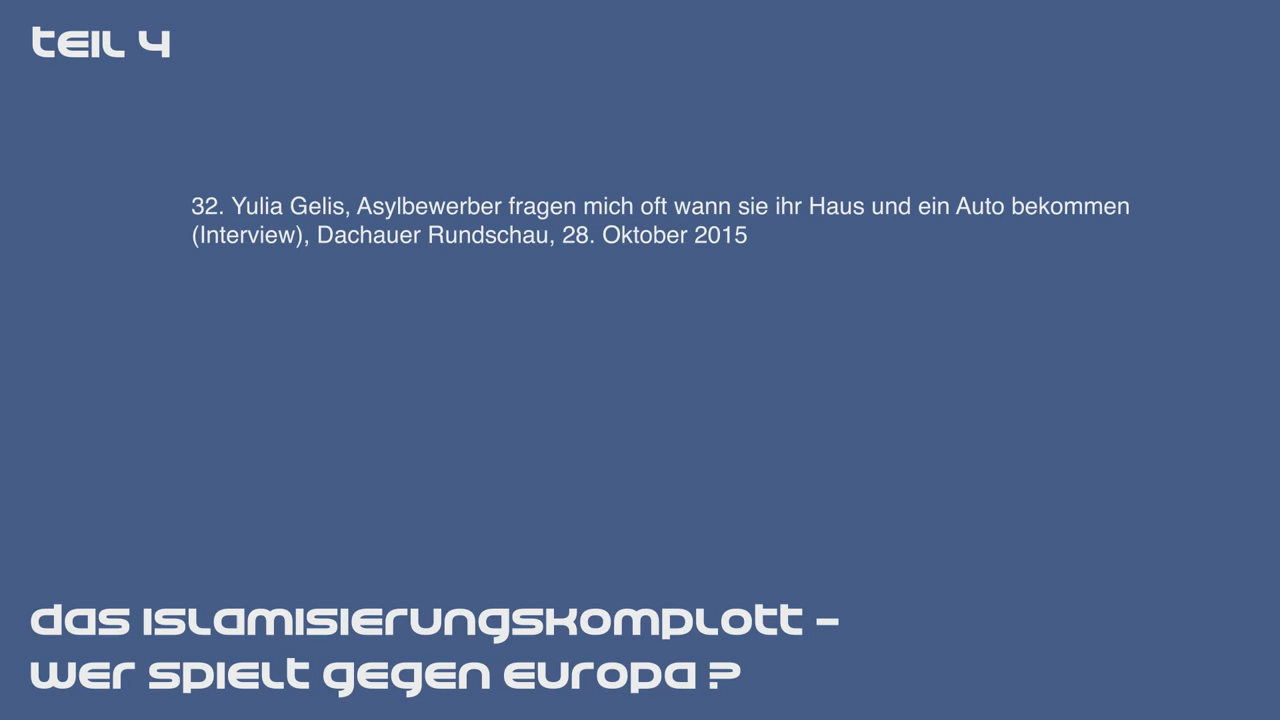 teil 4
32. Yulia Gelis, Asylbewerber fragen mich oft wann sie ihr Haus und ein Auto bekommen
(Interview), Dachauer Rundschau, 28. Oktober 2015
das islamisierungskomplott –
wer spielt gegen europa ?